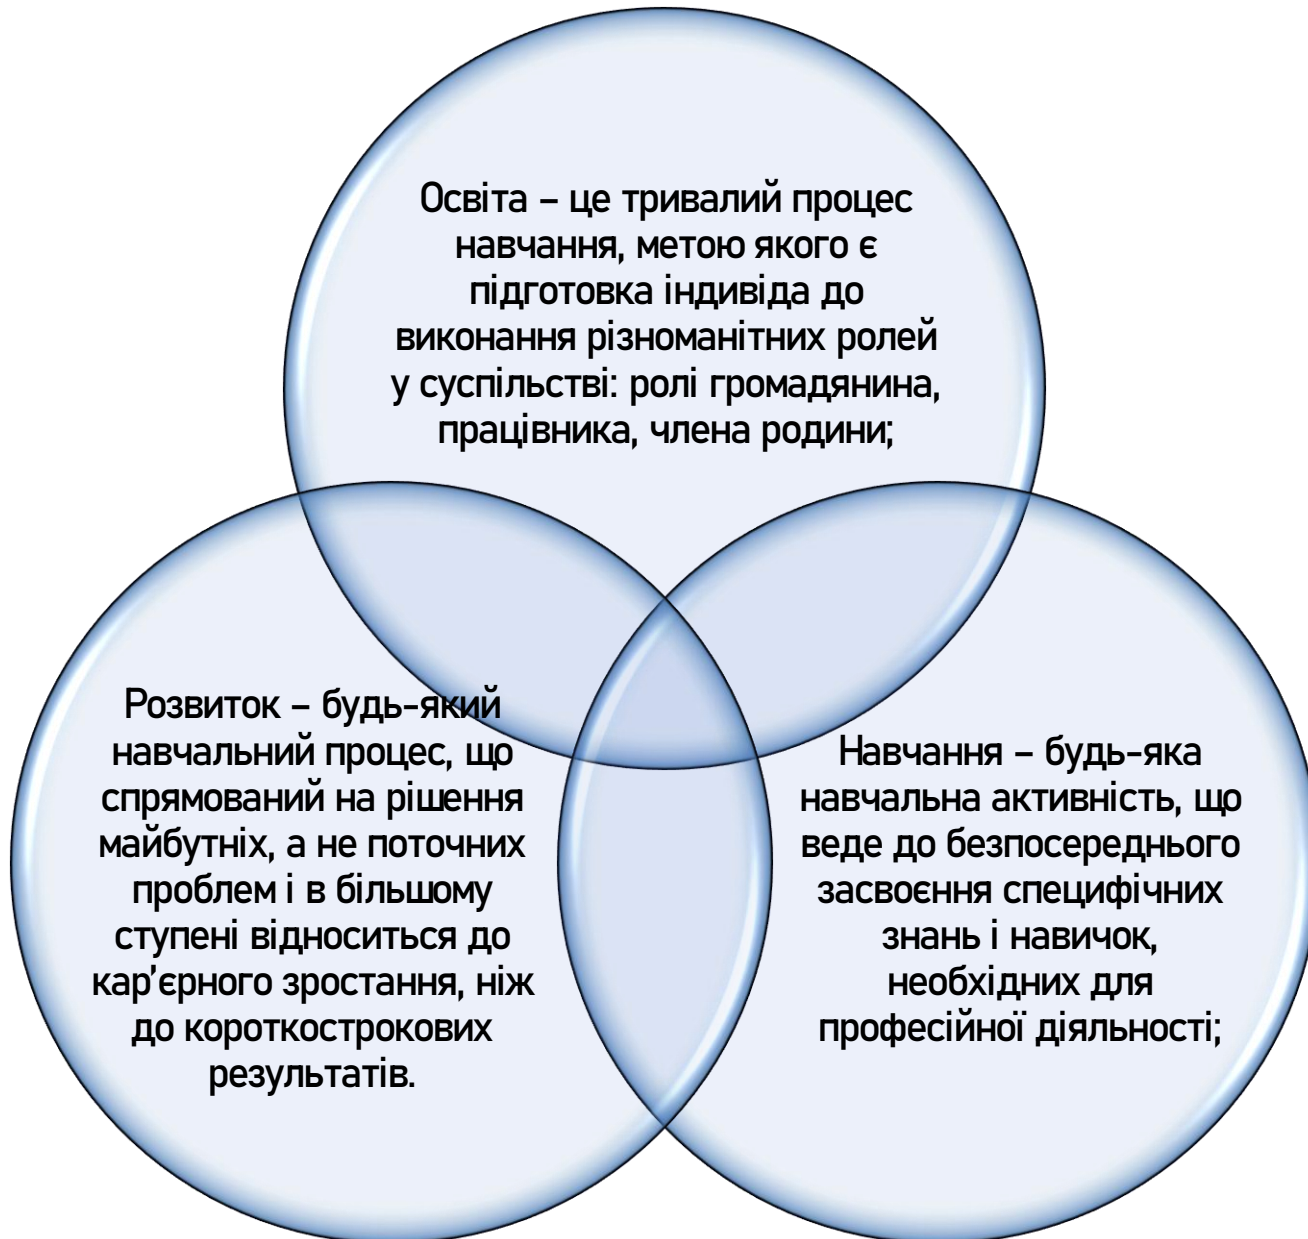 Освіта – це тривалий процес
навчання, метою якого є
підготовка індивіда до
виконання різноманітних ролей
у суспільстві: ролі громадянина,
працівника, члена родини;
Розвиток – будь-який
навчальний процес, що
спрямований на рішення
майбутніх, а не поточних
проблем і в більшому
ступені відноситься до
кар’єрного зростання, ніж
до короткострокових
результатів.
Навчання – будь-яка
навчальна активність, що
веде до безпосереднього
засвоєння специфічних
знань і навичок,
необхідних для
професійної діяльності;